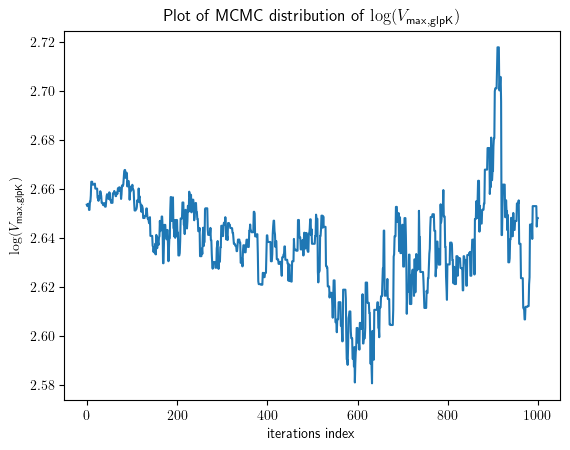 Plot of MCMC distribution of log(V_max,glpK)
log(V_max,glpK)
2.72
2.70
2.68
2.66
2.64
2.62
2.60
2.58
0 200 400 600 800 1000
iterations index